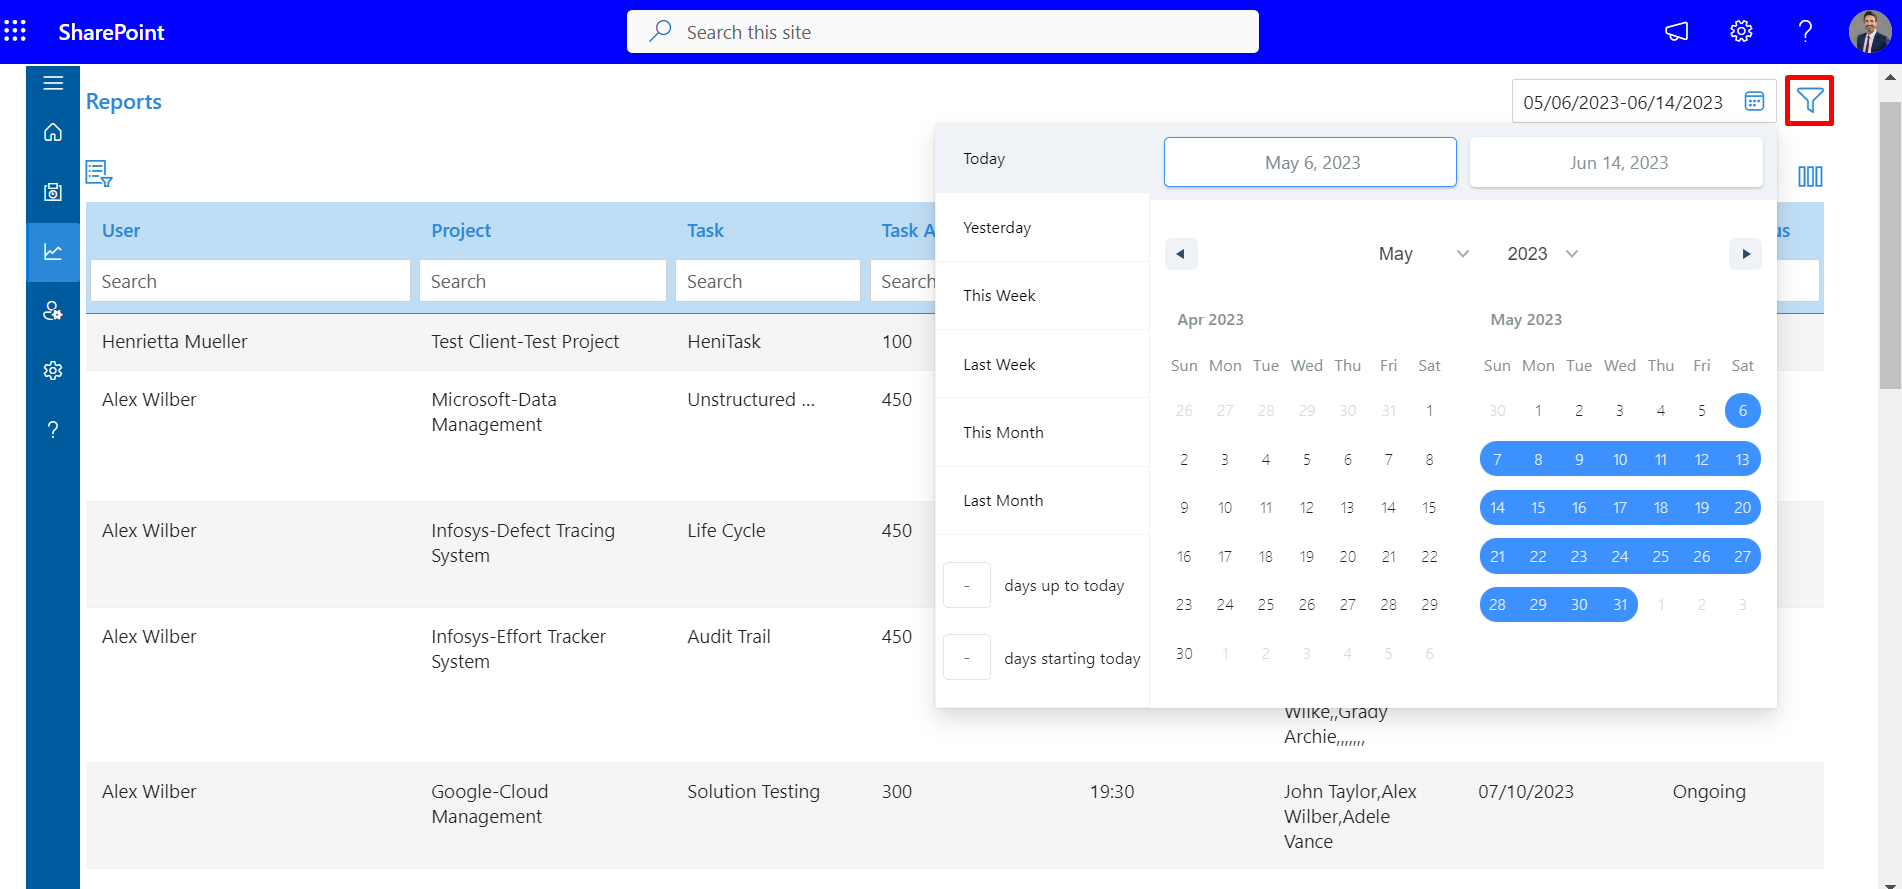 SharePoint
Search this site
Reports
05/06/2023-06/14/2023
Today
May 6, 2023
Jun 14, 2023
Yesterday
This Week
Last Week
This Month
Last Month
- days up to today
- days starting today
May 2023
Apr 2023
Sun Mon Tue Wed Thu Fri Sat
26 27 28 29 30 31 1
2 3 4 5 6 7 8
9 10 11 12 13 14 15
16 17 18 19 20 21 22
23 24 25 26 27 28 29
30 1 2 3 4 5 6
May 2023
Sun Mon Tue Wed Thu Fri Sat
30 1 2 3 4 5 6
7 8 9 10 11 12 13
14 15 16 17 18 19 20
21 22 23 24 25 26 27
28 29 30 31 1 2 3
User Project Task Task A us
Search Search Search Search
Henrietta Mueller Test Client-Test Project HeniTask 100
Alex Wilber Microsoft-Data Unstructured ... 450
Management
Alex Wilber Infosys-Defect Tracing Life Cycle 450
System
Alex Wilber Infosys-Effort Tracker Audit Trail 450
System
Wilke,,Grady
Archie,,,,,,,
Alex Wilber Google-Cloud Solution Testing 300 19:30 John Taylor,Alex 07/10/2023 Ongoing
Management Wilber,Adele
Vance